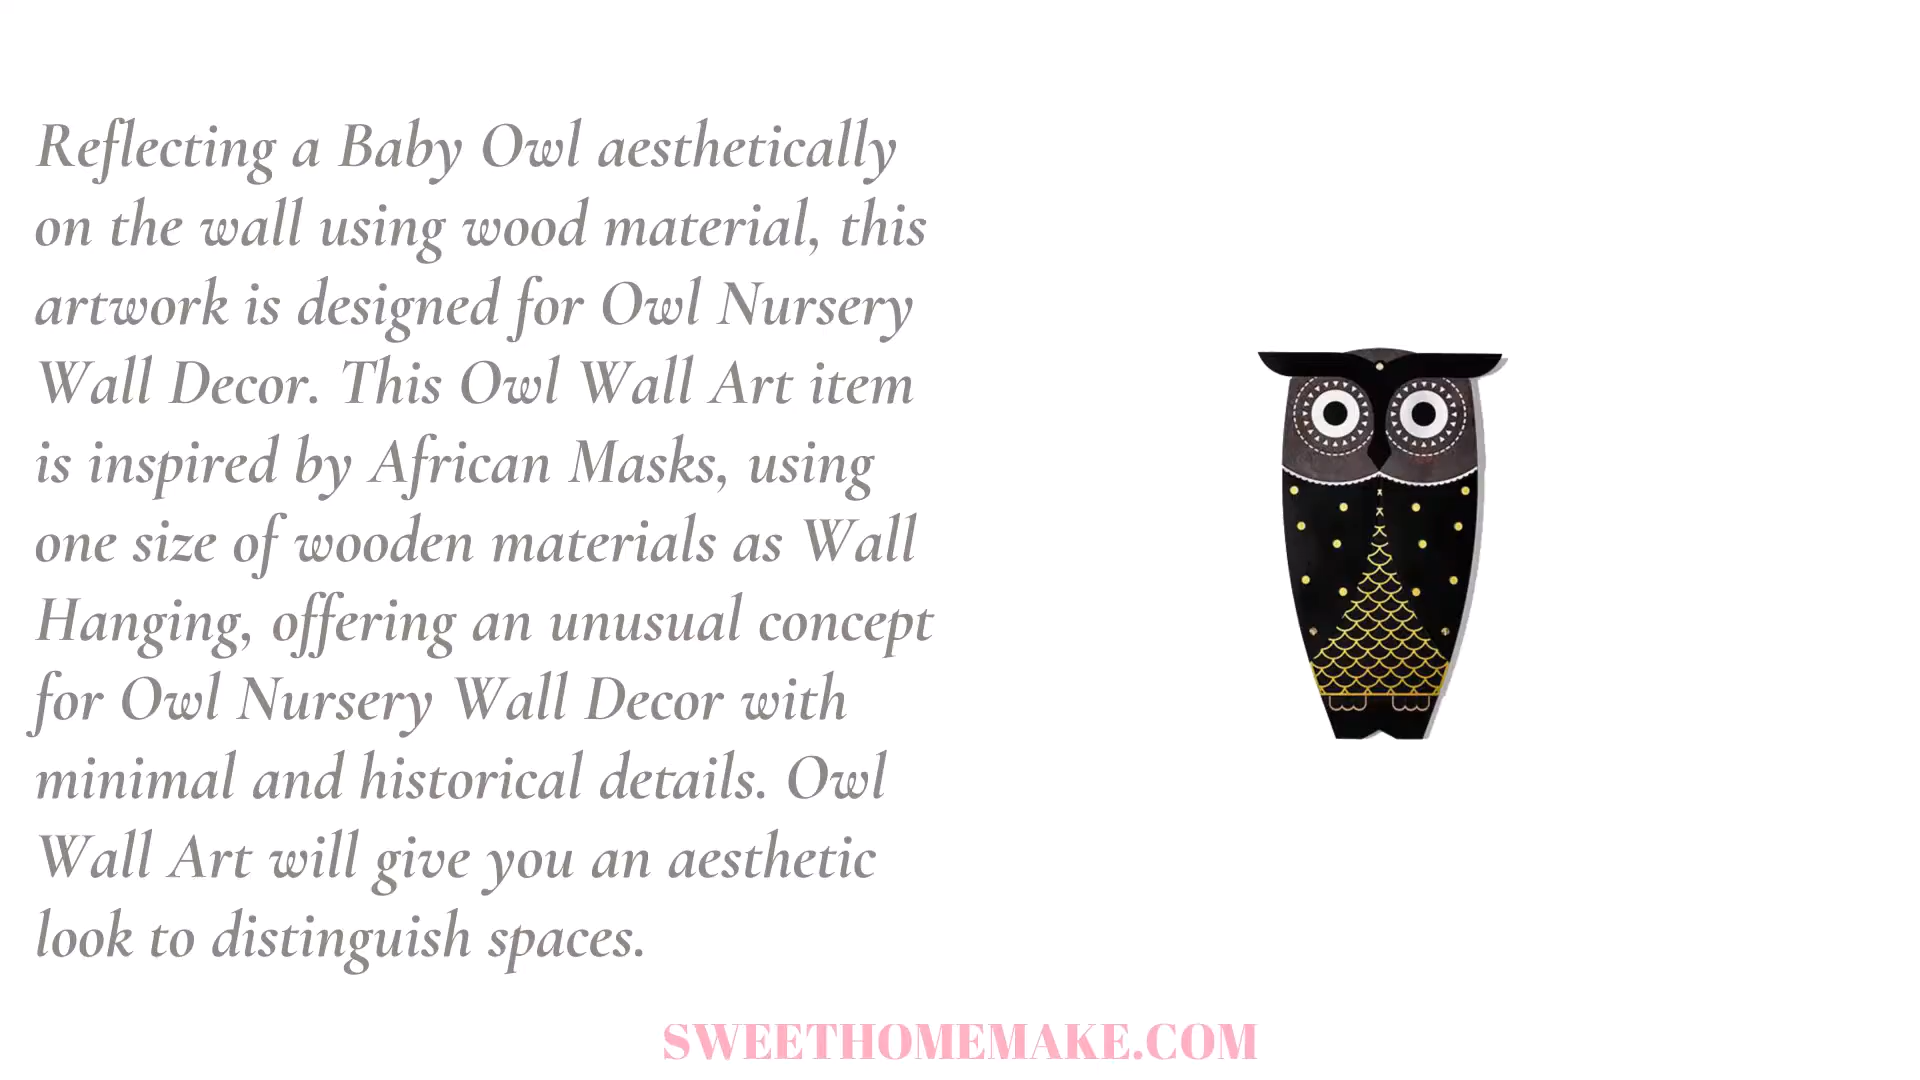 Reflecting a Baby Owl aesthetically
on the wall using wood material, this
artwork is designed for Owl Nursery
Wall Decor. This Owl Wall Art item
is inspired by African Masks, using
one size of wooden materials as Wall
Hanging, offering an unusual concept
for Owl Nursery Wall Decor with
minimal and historical details. Owl
Wall Art will give you an aesthetic
look to distinguish spaces.
SWEETHOMEMAKE.COM